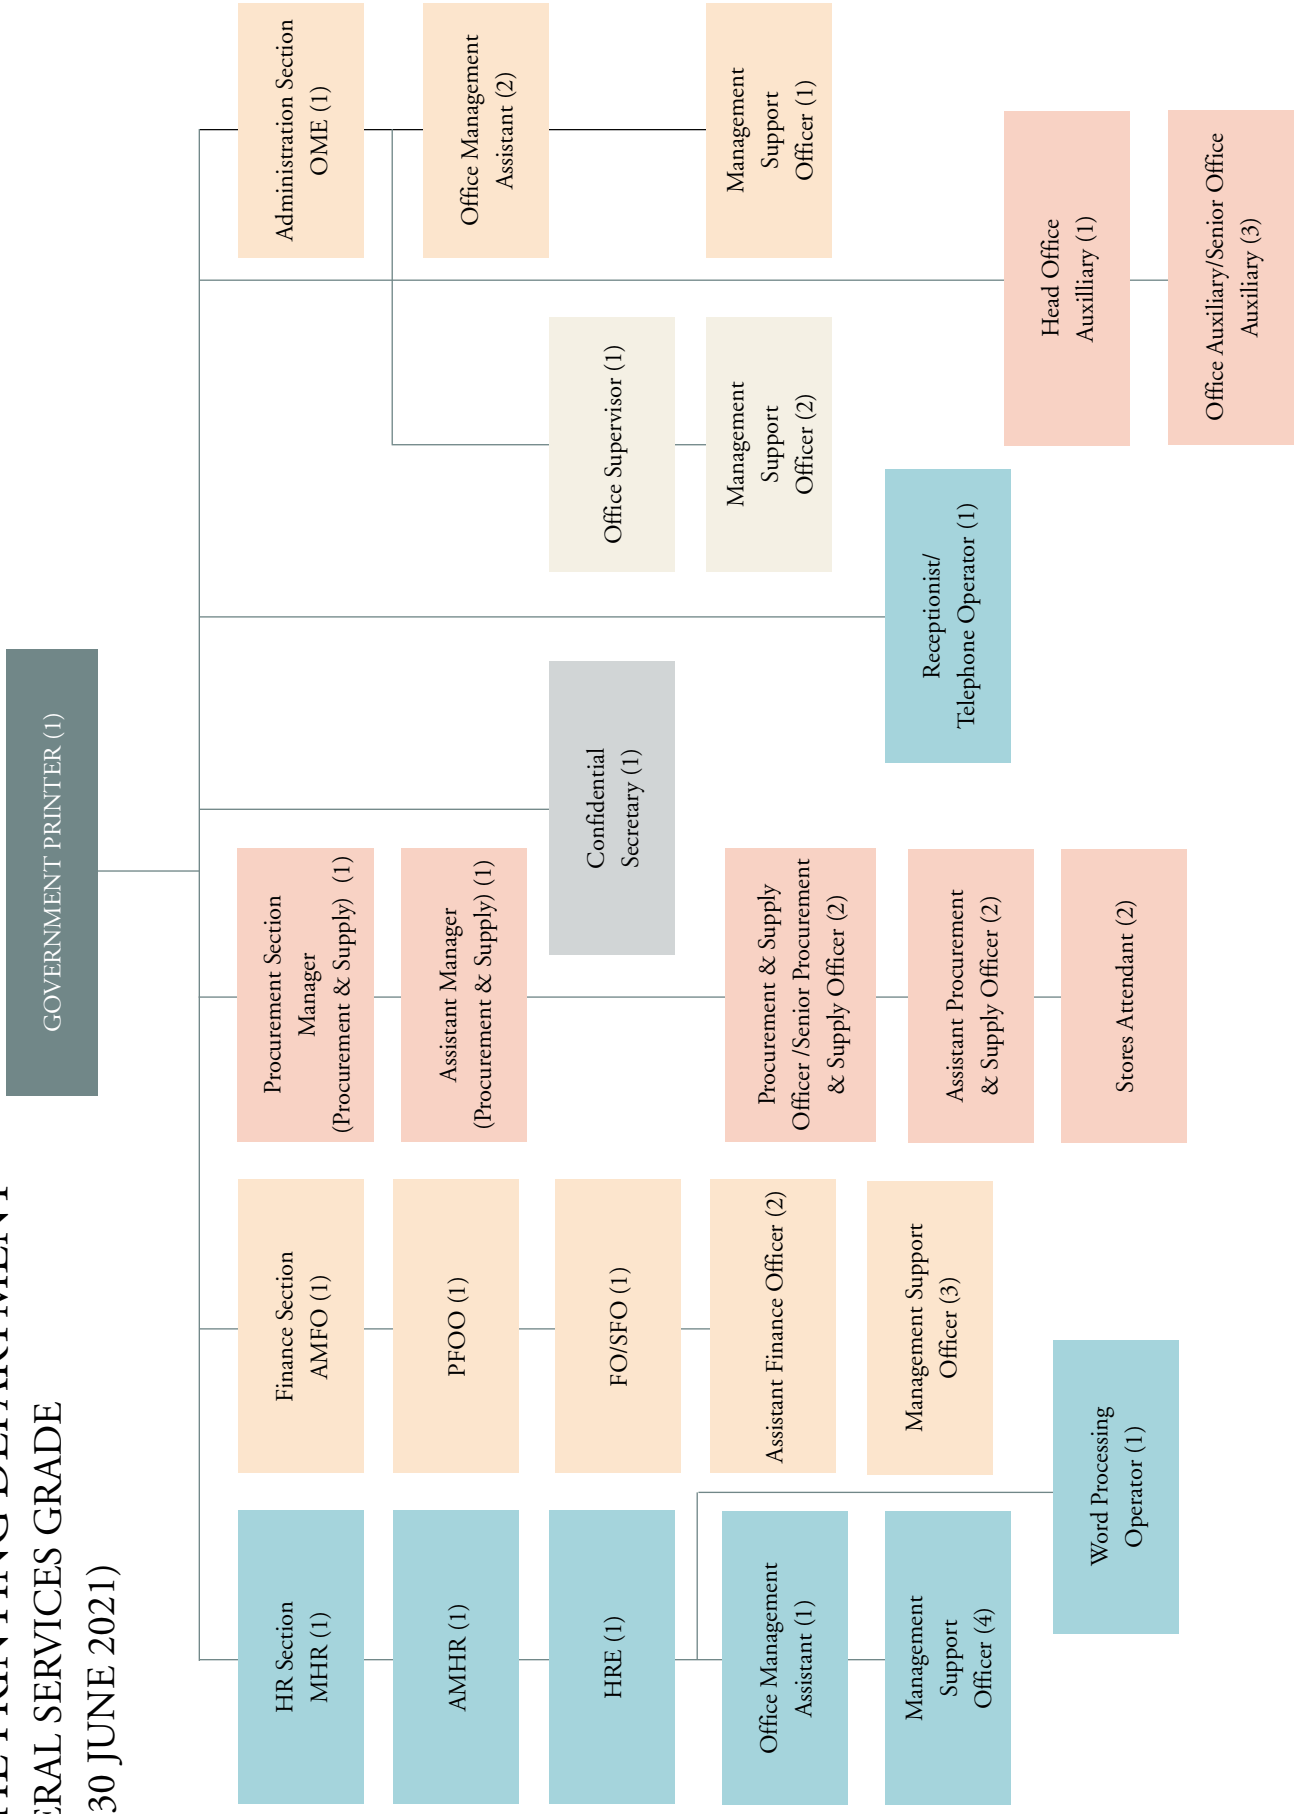 PRINTING DEPARTMENT
SERVICES GRADE
30 JUNE 2021)
GOVERNMENT PRINTER (1)
HR Section
MHR (1)
AMHR (1)
HRE (1)
Office Management
Assistant (1)
Management
Support
Officer (4)
Word Processing
Operator (1)
Finance Section
AMFO (1)
PFOO (1)
FO/SFO (1)
Assistant Finance Officer (2)
Management Support
Officer (3)
Procurement Section
Manager
(Procurement & Supply) (1)
Assistant Manager
(Procurement & Supply) (1)
Procurement & Supply
Officer /Senior Procurement
& Supply Officer (2)
Assistant Procurement
& Supply Officer (2)
Stores Attendant (2)
Confidential
Secretary (1)
Receptionist/
Telephone Operator (1)
Office Supervisor (1)
Management
Support
Officer (2)
Head Office
Auxilliary (1)
Office Auxiliary/Senior Office
Auxiliary (3)
Administration Section
OME (1)
Office Management
Assistant (2)
Management
Support
Officer (1)